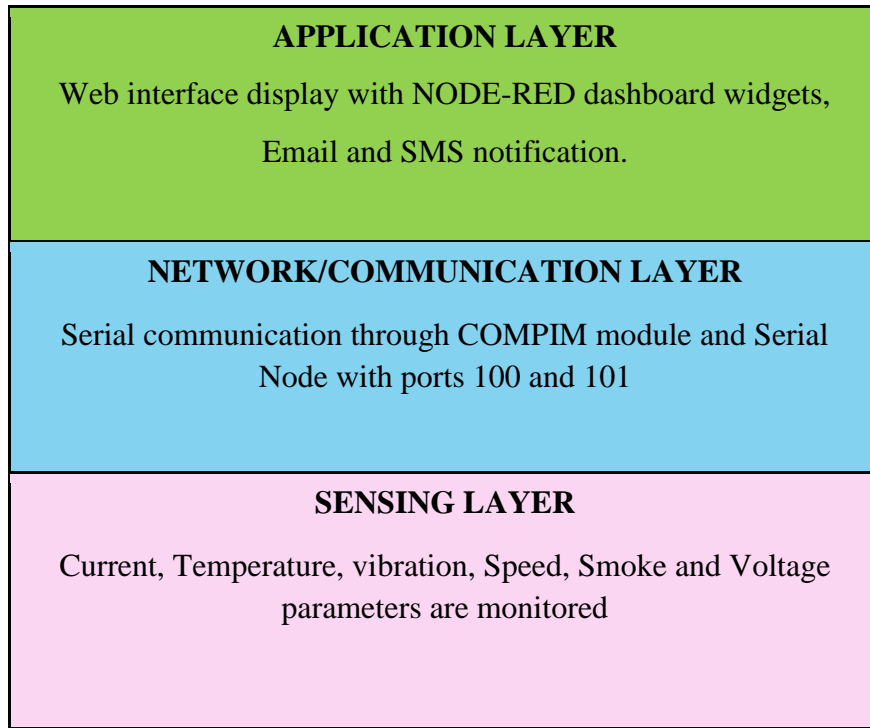 APPLICATION LAYER
Web interface display with NODE-RED dashboard widgets,
Email and SMS notification.
NETWORK/COMMUNICATION LAYER
Serial communication through COMPIM module and Serial
Node with ports 100 and 101
SENSING LAYER
Current, Temperature, vibration, Speed, Smoke and Voltage
parameters are monitored